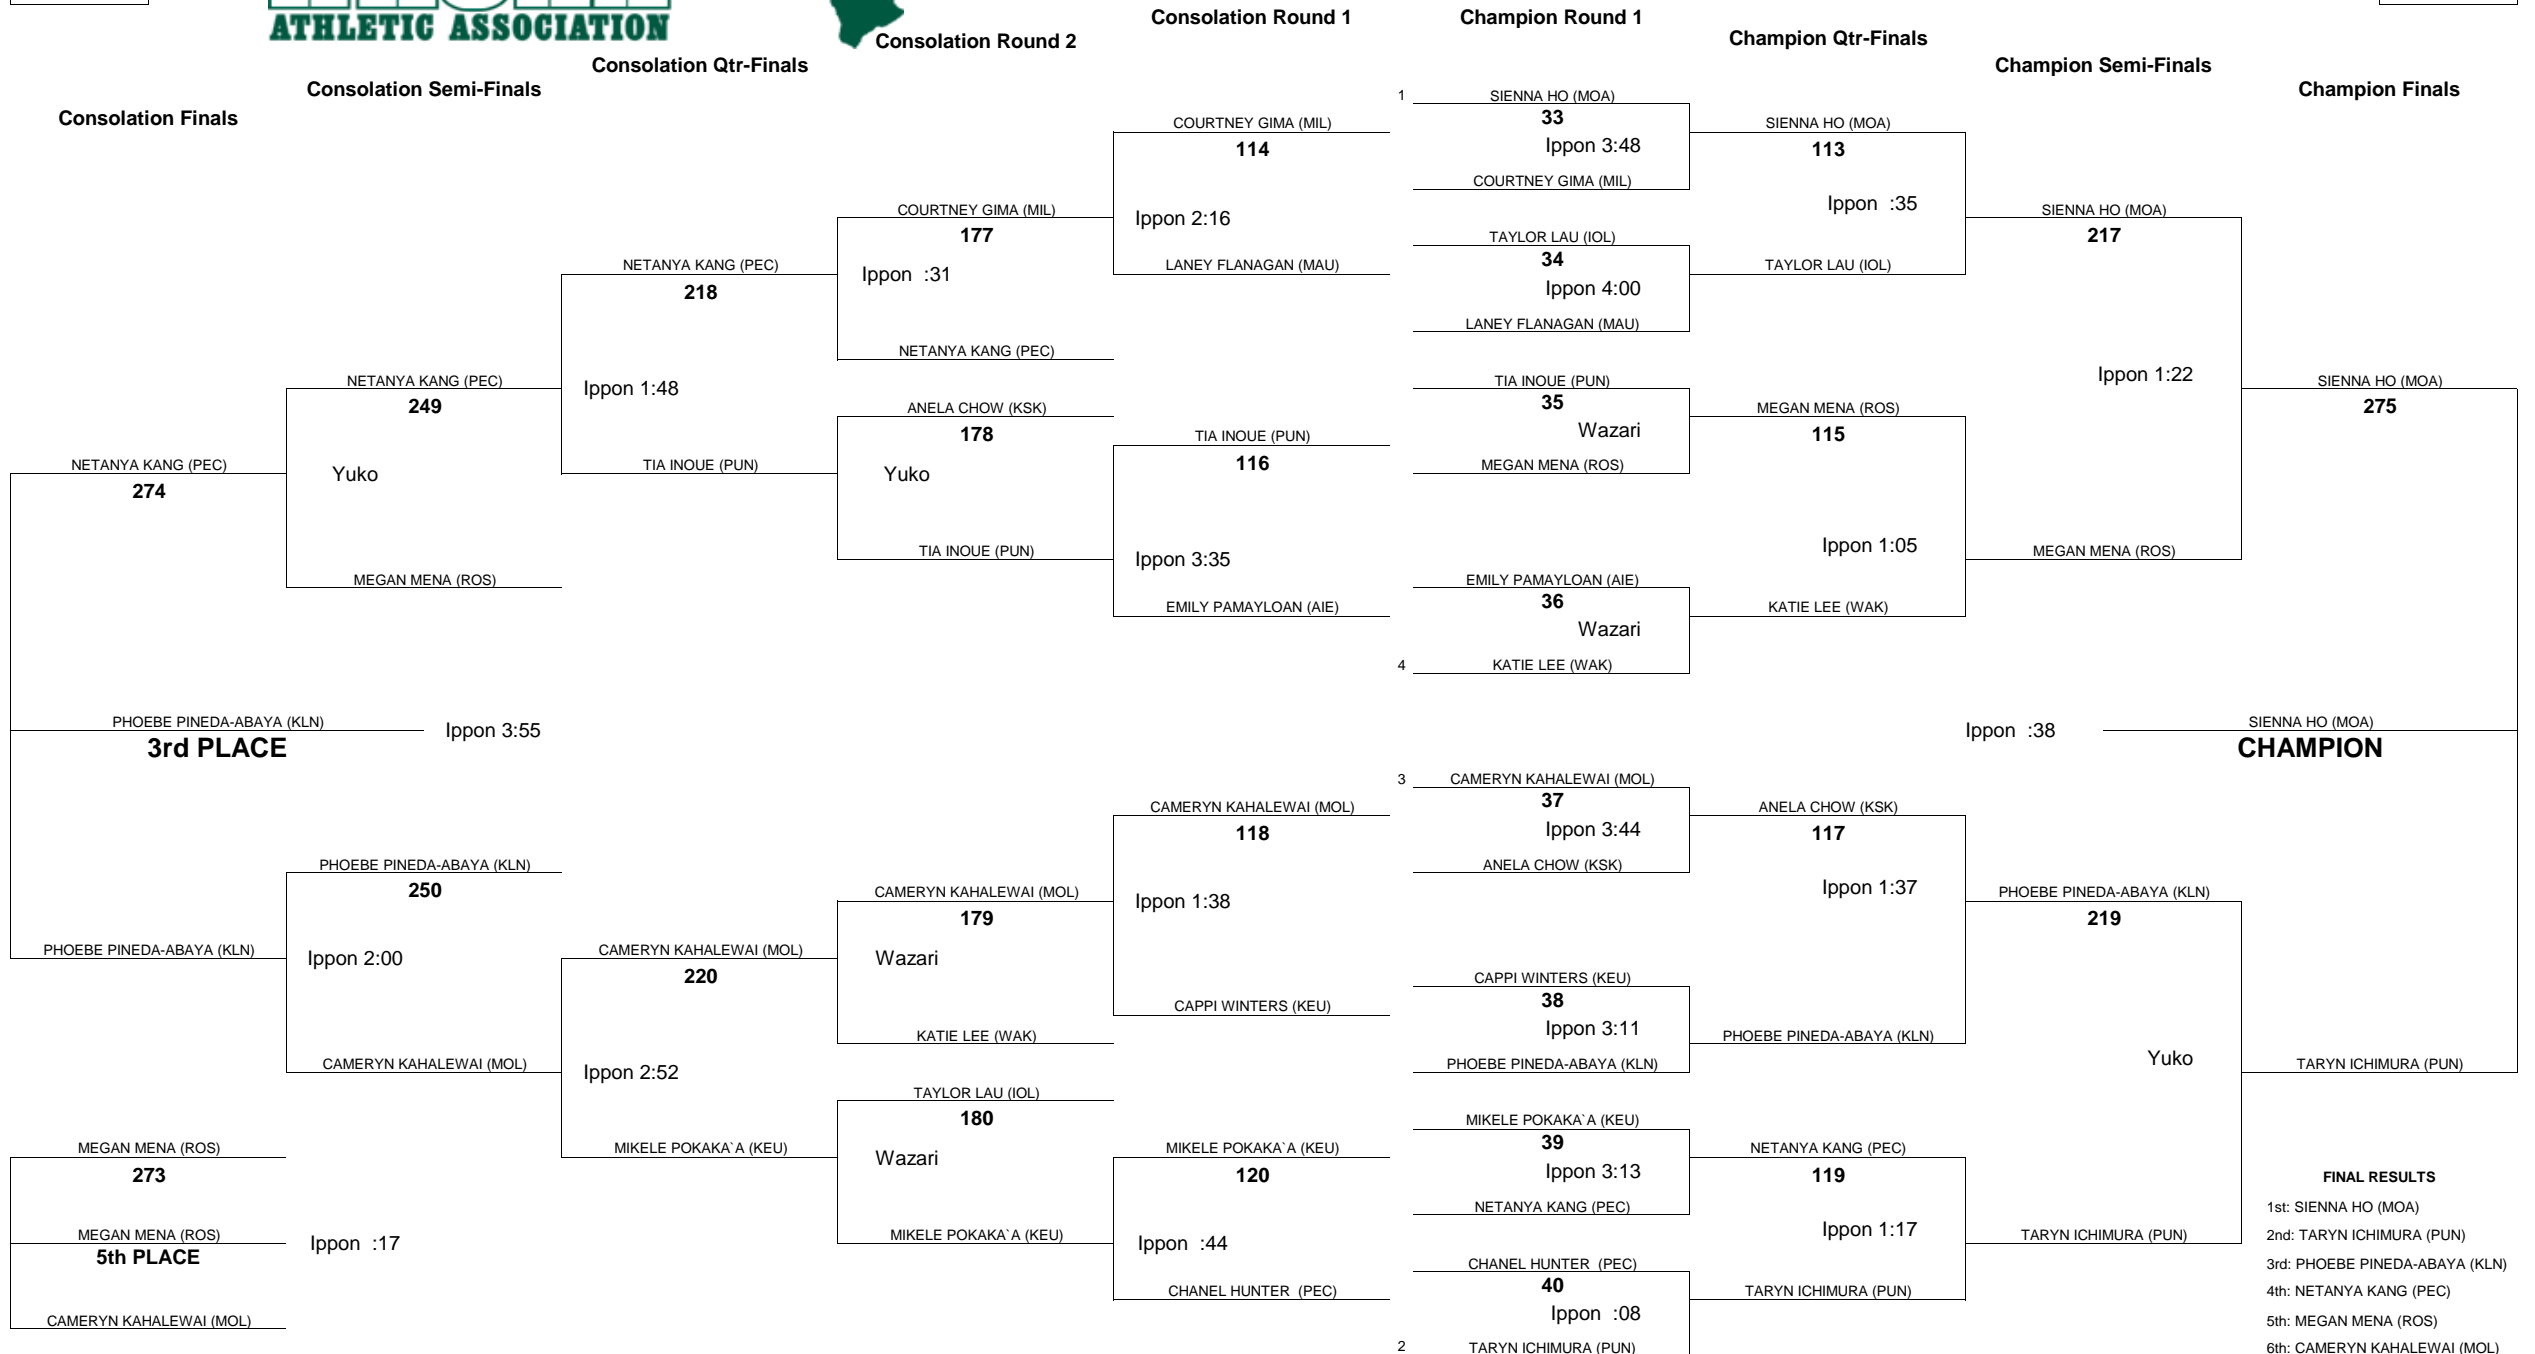 ATHLETIC ASSOCIATION
Consolation Finals
Consolation Semi-Finals
Consolation Qtr-Finals
Consolation Round 2
Consolation Round 1
Champion Round 1
Champion Qtr-Finals
Champion Semi-Finals
Champion Finals
NETANYA KANG (PEC)
274
PHOEBE PINEDA-ABAYA (KLN)
3rd PLACE
Ippon 3:55
PHOEBE PINEDA-ABAYA (KLN)
MEGAN MENA (ROS)
273
MEGAN MENA (ROS)
5th PLACE
Ippon :17
CAMERYN KAHALEWAI (MOL)
NETANYA KANG (PEC)
249
Yuko
MEGAN MENA (ROS)
PHOEBE PINEDA-ABAYA (KLN)
250
Ippon 2:00
CAMERYN KAHALEWAI (MOL)
NETANYA KANG (PEC)
218
Ippon 1:48
TIA INOUE (PUN)
CAMERYN KAHALEWAI (MOL)
220
Ippon 2:52
MIKELE POKAKA`A (KEU)
COURTNEY GIMA (MIL)
177
Ippon :31
NETANYA KANG (PEC)
ANELA CHOW (KSK)
178
Yuko
TIA INOUE (PUN)
CAMERYN KAHALEWAI (MOL)
179
Wazari
KATIE LEE (WAK)
TAYLOR LAU (IOL)
180
Wazari
MIKELE POKAKA`A (KEU)
COURTNEY GIMA (MIL)
114
Ippon 2:16
LANEY FLANAGAN (MAU)
TIA INOUE (PUN)
116
Ippon 3:35
EMILY PAMAYLOAN (AIE)
CAMERYN KAHALEWAI (MOL)
118
Ippon 1:38
CAPPI WINTERS (KEU)
MIKELE POKAKA`A (KEU)
120
Ippon :44
CHANEL HUNTER (PEC)
1 SIENNA HO (MOA)
33
Ippon 3:48
COURTNEY GIMA (MIL)
TAYLOR LAU (IOL)
34
Ippon 4:00
LANEY FLANAGAN (MAU)
TIA INOUE (PUN)
35
Wazari
MEGAN MENA (ROS)
EMILY PAMAYLOAN (AIE)
36
Wazari
4 KATIE LEE (WAK)
3 CAMERYN KAHALEWAI (MOL)
37
Ippon 3:44
ANELA CHOW (KSK)
CAPPI WINTERS (KEU)
38
Ippon 3:11
PHOEBE PINEDA-ABAYA (KLN)
MIKELE POKAKA`A (KEU)
39
Ippon 3:13
NETANYA KANG (PEC)
CHANEL HUNTER (PEC)
40
Ippon :08
2 TARYN ICHIMURA (PUN)
SIENNA HO (MOA)
113
Ippon :35
TAYLOR LAU (IOL)
MEGAN MENA (ROS)
115
Ippon 1:05
KATIE LEE (WAK)
ANELA CHOW (KSK)
117
Ippon 1:37
PHOEBE PINEDA-ABAYA (KLN)
NETANYA KANG (PEC)
119
Ippon 1:17
TARYN ICHIMURA (PUN)
SIENNA HO (MOA)
217
Ippon 1:22
MEGAN MENA (ROS)
PHOEBE PINEDA-ABAYA (KLN)
219
Yuko
TARYN ICHIMURA (PUN)
SIENNA HO (MOA)
275
Ippon :38
SIENNA HO (MOA)
CHAMPION
TARYN ICHIMURA (PUN)
FINAL RESULTS
1st: SIENNA HO (MOA)
2nd: TARYN ICHIMURA (PUN)
3rd: PHOEBE PINEDA-ABAYA (KLN)
4th: NETANYA KANG (PEC)
5th: MEGAN MENA (ROS)
6th: CAMERYN KAHALEWAI (MOL)